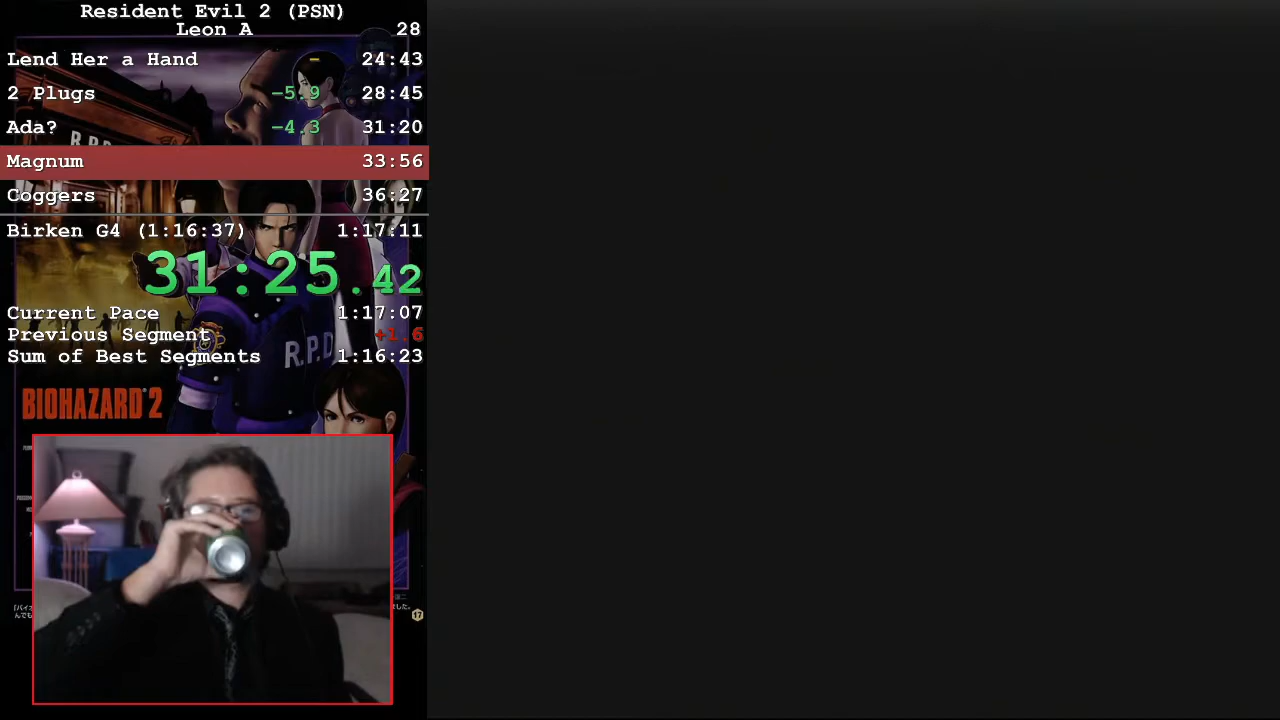 Resident Evil 2 (PSN)
Leon A 28
Lend Her a Hand – 24:43
2 Plugs −5.9 28:45
Ada? −4.3 31:20
R.P.
Magnum 33:56
Coggers 36:27
Birken G4 (1:16:37) 1:17:11
31:25.42
Current Pace 1:17:07
Previous Segment +1.6
Sum of Best Segments 1:16:23
R.P.D
BIOHAZARD 2
17